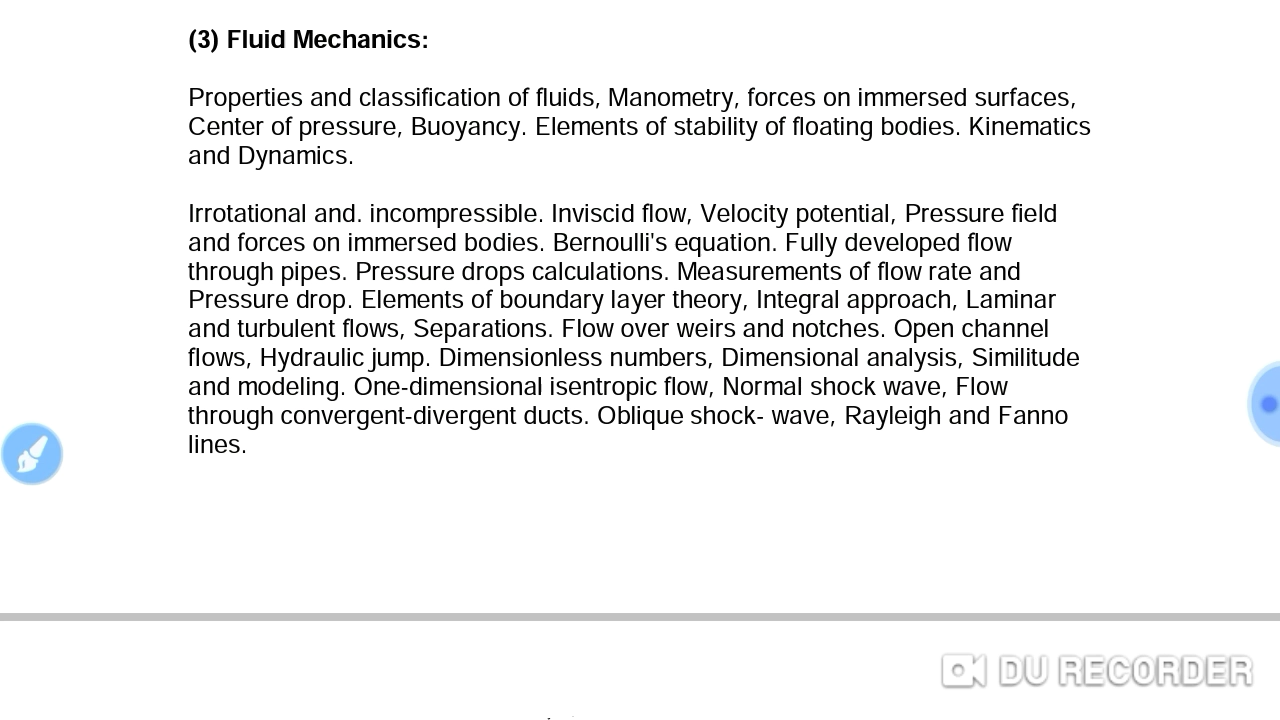 (3) Fluid Mechanics:
Properties and classification of fluids, Manometry, forces on immersed surfaces,
Center of pressure, Buoyancy. Elements of stability of floating bodies. Kinematics
and Dynamics.
Irrotational and. incompressible. Inviscid flow, Velocity potential, Pressure field
and forces on immersed bodies. Bernoulli's equation. Fully developed flow
through pipes. Pressure drops calculations. Measurements of flow rate and
Pressure drop. Elements of boundary layer theory, Integral approach, Laminar
and turbulent flows, Separations. Flow over weirs and notches. Open channel
flows, Hydraulic jump. Dimensionless numbers, Dimensional analysis, Similitude
and modeling. One-dimensional isentropic flow, Normal shock wave, Flow
through convergent-divergent ducts. Oblique shock- wave, Rayleigh and Fanno
lines.
DU RECORDER